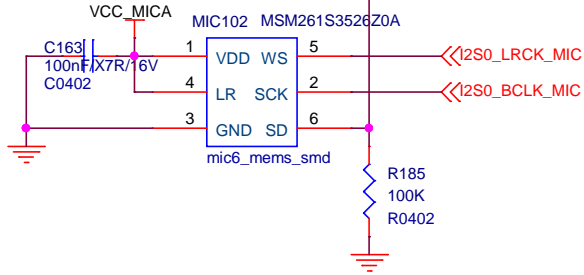 VCC_MICA
MIC102 MSM261S3526Z0A
C163
100nF/X7R/16V
C0402
1 VDD WS 5
I2S0_LRCK_MIC
4 LR SCK 2
I2S0_BCLK_MIC
3 GND SD 6
mic6_mems_smd
R185
100K
R0402